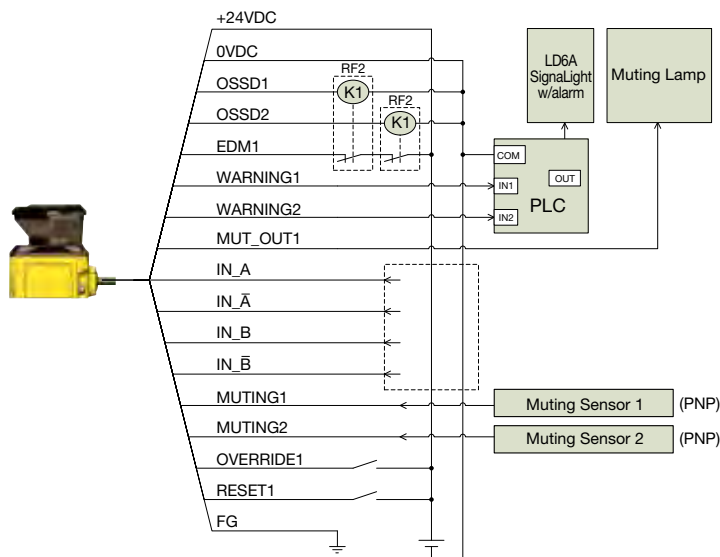 +24VDC
0VDC
OSSD1
OSSD2
EDM1
WARNING1
WARNING2
MUT_OUT1
IN_A
IN_A̅
IN_B
IN_B̅
MUTING1
MUTING2
OVERRIDE1
RESET1
FG
RF2
K1
RF2
K1
LD6A
SignaLight
w/alarm
Muting Lamp
COM
IN1
IN2
OUT
PLC
Muting Sensor 1 (PNP)
Muting Sensor 2 (PNP)